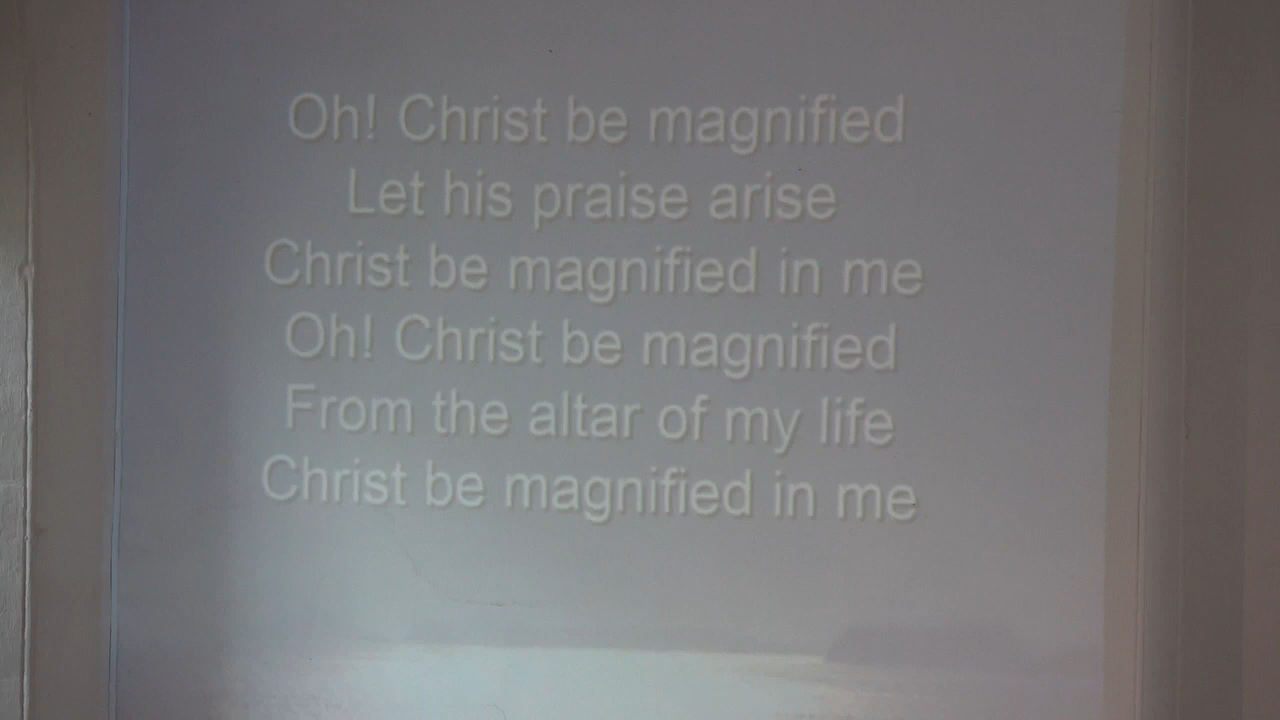 Oh! Christ be magnified
Let his praise arise
Christ be magnified in me
Oh! Christ be magnified
From the altar of my life
Christ be magnified in me